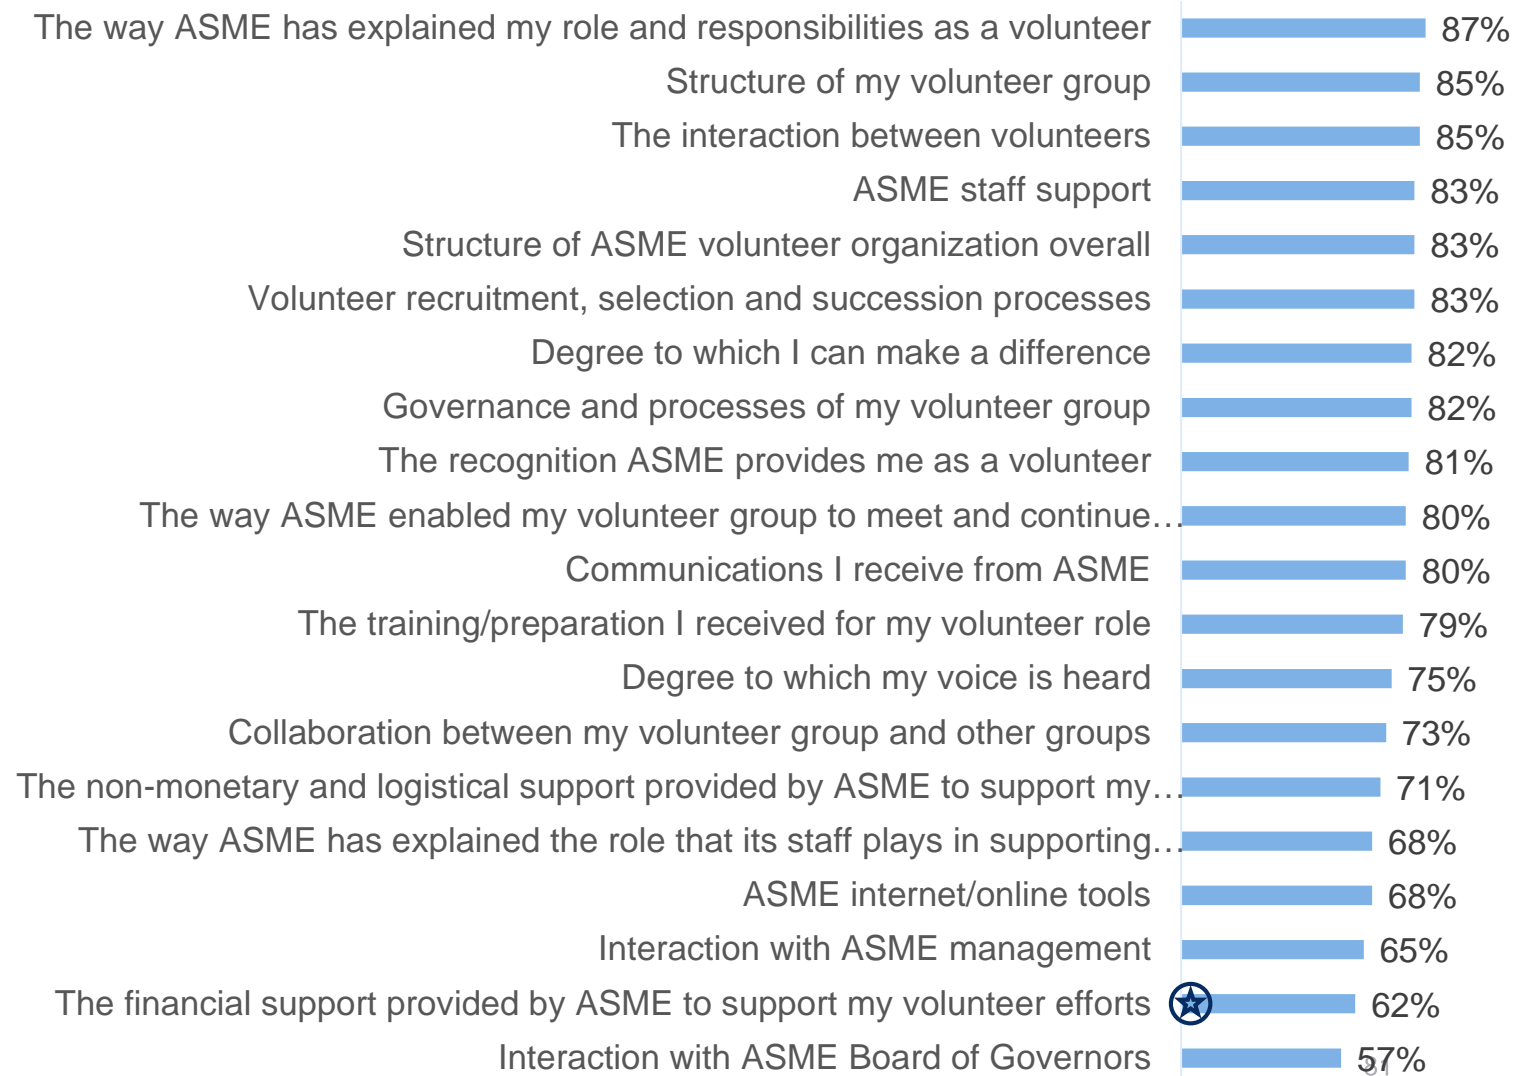 The way ASME has explained my role and responsibilities as a volunteer 87%
Structure of my volunteer group 85%
The interaction between volunteers 85%
ASME staff support 83%
Structure of ASME volunteer organization overall 83%
Volunteer recruitment, selection and succession processes 83%
Degree to which I can make a difference 82%
Governance and processes of my volunteer group 82%
The recognition ASME provides me as a volunteer 81%
The way ASME enabled my volunteer group to meet and continue… 80%
Communications I receive from ASME 80%
The training/preparation I received for my volunteer role 79%
Degree to which my voice is heard 75%
Collaboration between my volunteer group and other groups 73%
The non-monetary and logistical support provided by ASME to support my… 71%
The way ASME has explained the role that its staff plays in supporting… 68%
ASME internet/online tools 68%
Interaction with ASME management 65%
The financial support provided by ASME to support my volunteer efforts 62%
Interaction with ASME Board of Governors 57%